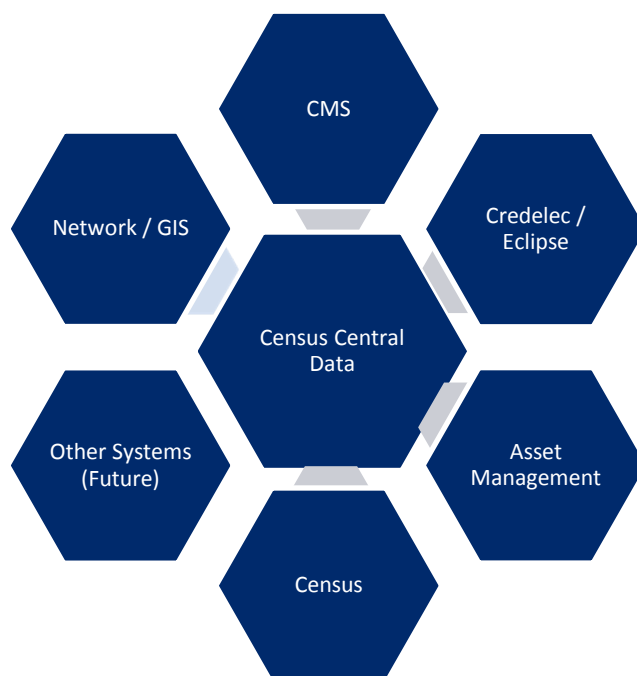 CMS
Network / GIS
Credelec /
Eclipse
Census Central
Data
Other Systems
(Future)
Asset
Management
Census